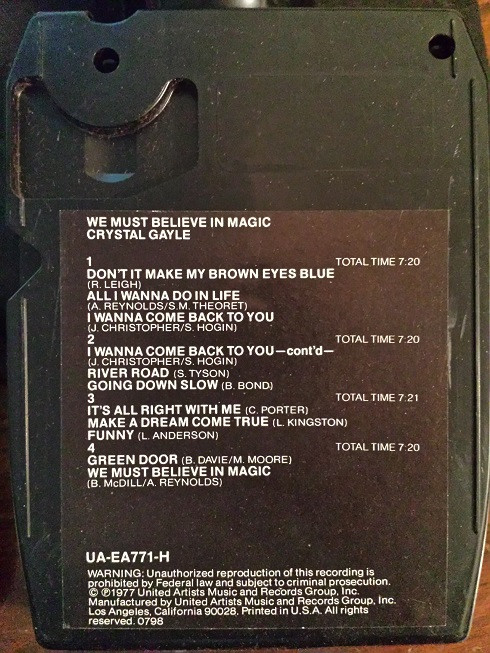 WE MUST BELIEVE IN MAGIC
CRYSTAL GAYLE
1 TOTAL TIME 7:20
DON'T IT MAKE MY BROWN EYES BLUE
(R. LEIGH)
ALL I WANNA DO IN LIFE
(A. REYNOLDS/S.M. THEORET)
I WANNA COME BACK TO YOU
(J. CHRISTOPHER/S. HOGIN)
2 TOTAL TIME 7:20
I WANNA COME BACK TO YOU—cont'd—
(J. CHRISTOPHER/S. HOGIN)
RIVER ROAD (S. TYSON)
GOING DOWN SLOW (B. BOND)
3 TOTAL TIME 7:21
IT'S ALL RIGHT WITH ME (C. PORTER)
MAKE A DREAM COME TRUE (L. KINGSTON)
FUNNY (L. ANDERSON)
4 TOTAL TIME 7:20
GREEN DOOR (B. DAVIE/M. MOORE)
WE MUST BELIEVE IN MAGIC
(B. McDILL/A. REYNOLDS)
UA-EA771-H
WARNING: Unauthorized reproduction of this recording is
prohibited by Federal law and subject to criminal prosecution.
© ℗1977 United Artists Music and Records Group, Inc.
Manufactured by United Artists Music and Records Group, Inc.
Los Angeles, California 90028. Printed in U.S.A. All rights
reserved. 0798